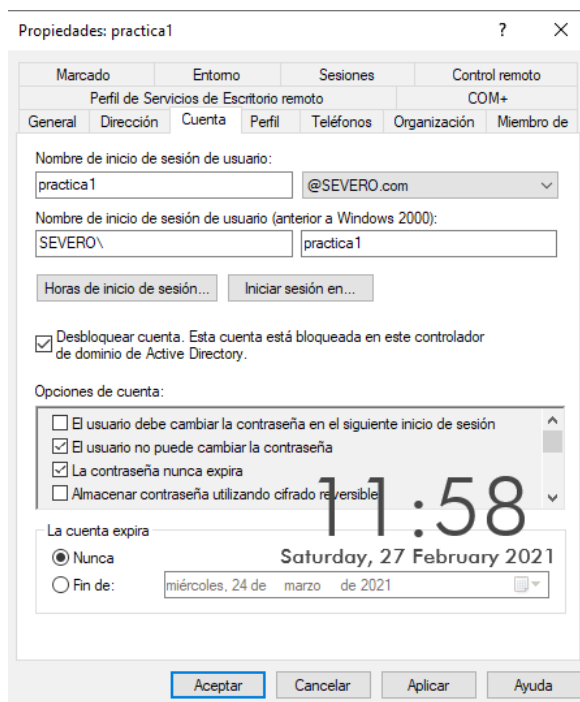 Propiedades: practica1
?
Marcado Entorno Sesiones Control remoto
Perfil de Servicios de Escritorio remoto COM+
General Dirección Cuenta Perfil Teléfonos Organización Miembro de
Nombre de inicio de sesión de usuario:
practica1 @SEVERO.com
Nombre de inicio de sesión de usuario (anterior a Windows 2000):
SEVERO\ practica1
Horas de inicio de sesión... Iniciar sesión en...
Desbloquear cuenta. Esta cuenta está bloqueada en este controlador
de dominio de Active Directory.
Opciones de cuenta:
El usuario debe cambiar la contraseña en el siguiente inicio de sesión
El usuario no puede cambiar la contraseña
La contraseña nunca expira
Almacenar contraseña utilizando cifrado reversible
11:58
La cuenta expira
Nunca
Saturday, 27 February 2021
Fin de: miércoles, 24 de marzo de 2021
Aceptar Cancelar Aplicar Ayuda